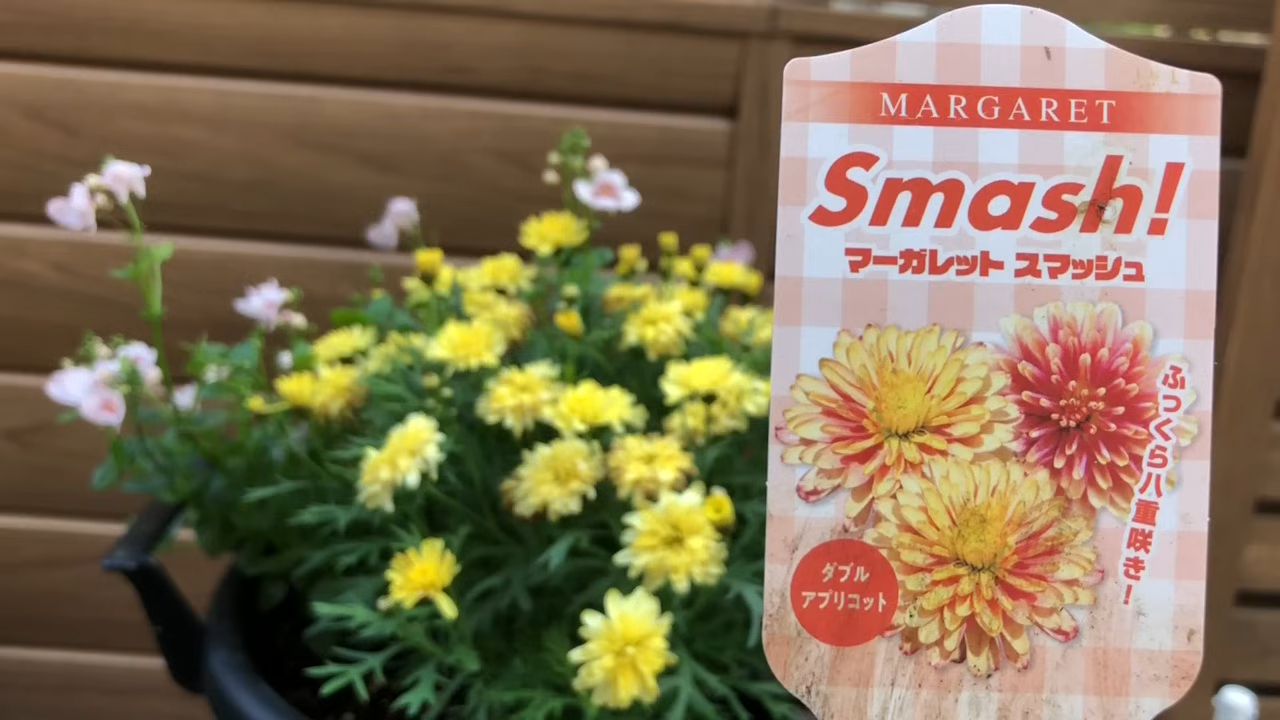 MARGARET
Smash!
マーガレット スマッシュ
ふっくら八重咲き!
ダブル
アプリコット